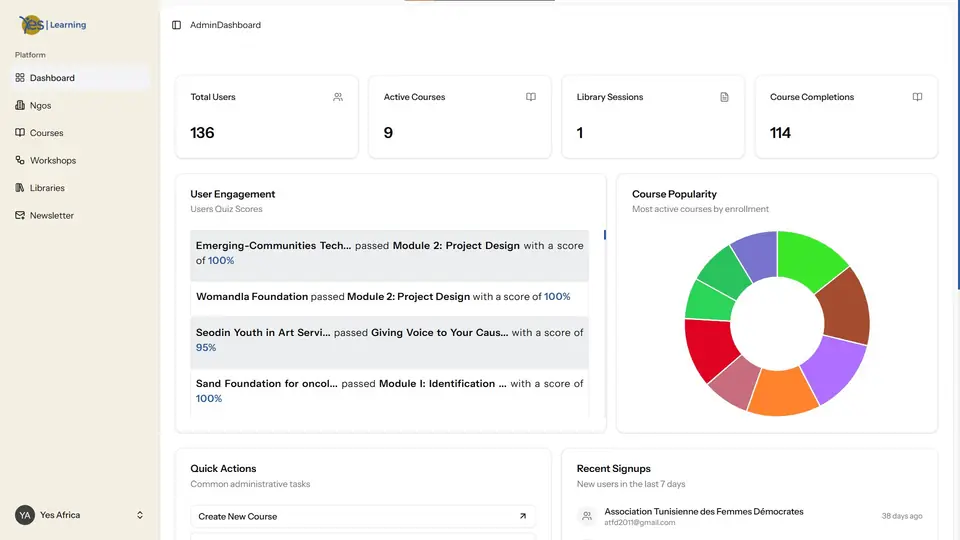 Yes | Learning
Platform
Dashboard
Ngos
Courses
Workshops
Libraries
Newsletter
YA Yes Africa
AdminDashboard
Total Users
136
Active Courses
9
Library Sessions
1
Course Completions
114
User Engagement
Users Quiz Scores
Emerging-Communities Tech... passed Module 2: Project Design with a score
of 100%
Womandla Foundation passed Module 2: Project Design with a score of 100%
Seodin Youth in Art Servi... passed Giving Voice to Your Caus... with a score of
95%
Sand Foundation for oncol... passed Module I: Identification ... with a score of
100%
Course Popularity
Most active courses by enrollment
Quick Actions
Common administrative tasks
Create New Course
Recent Signups
New users in the last 7 days
Association Tunisienne des Femmes Démocrates
atfd2011@gmail.com
38 days ago